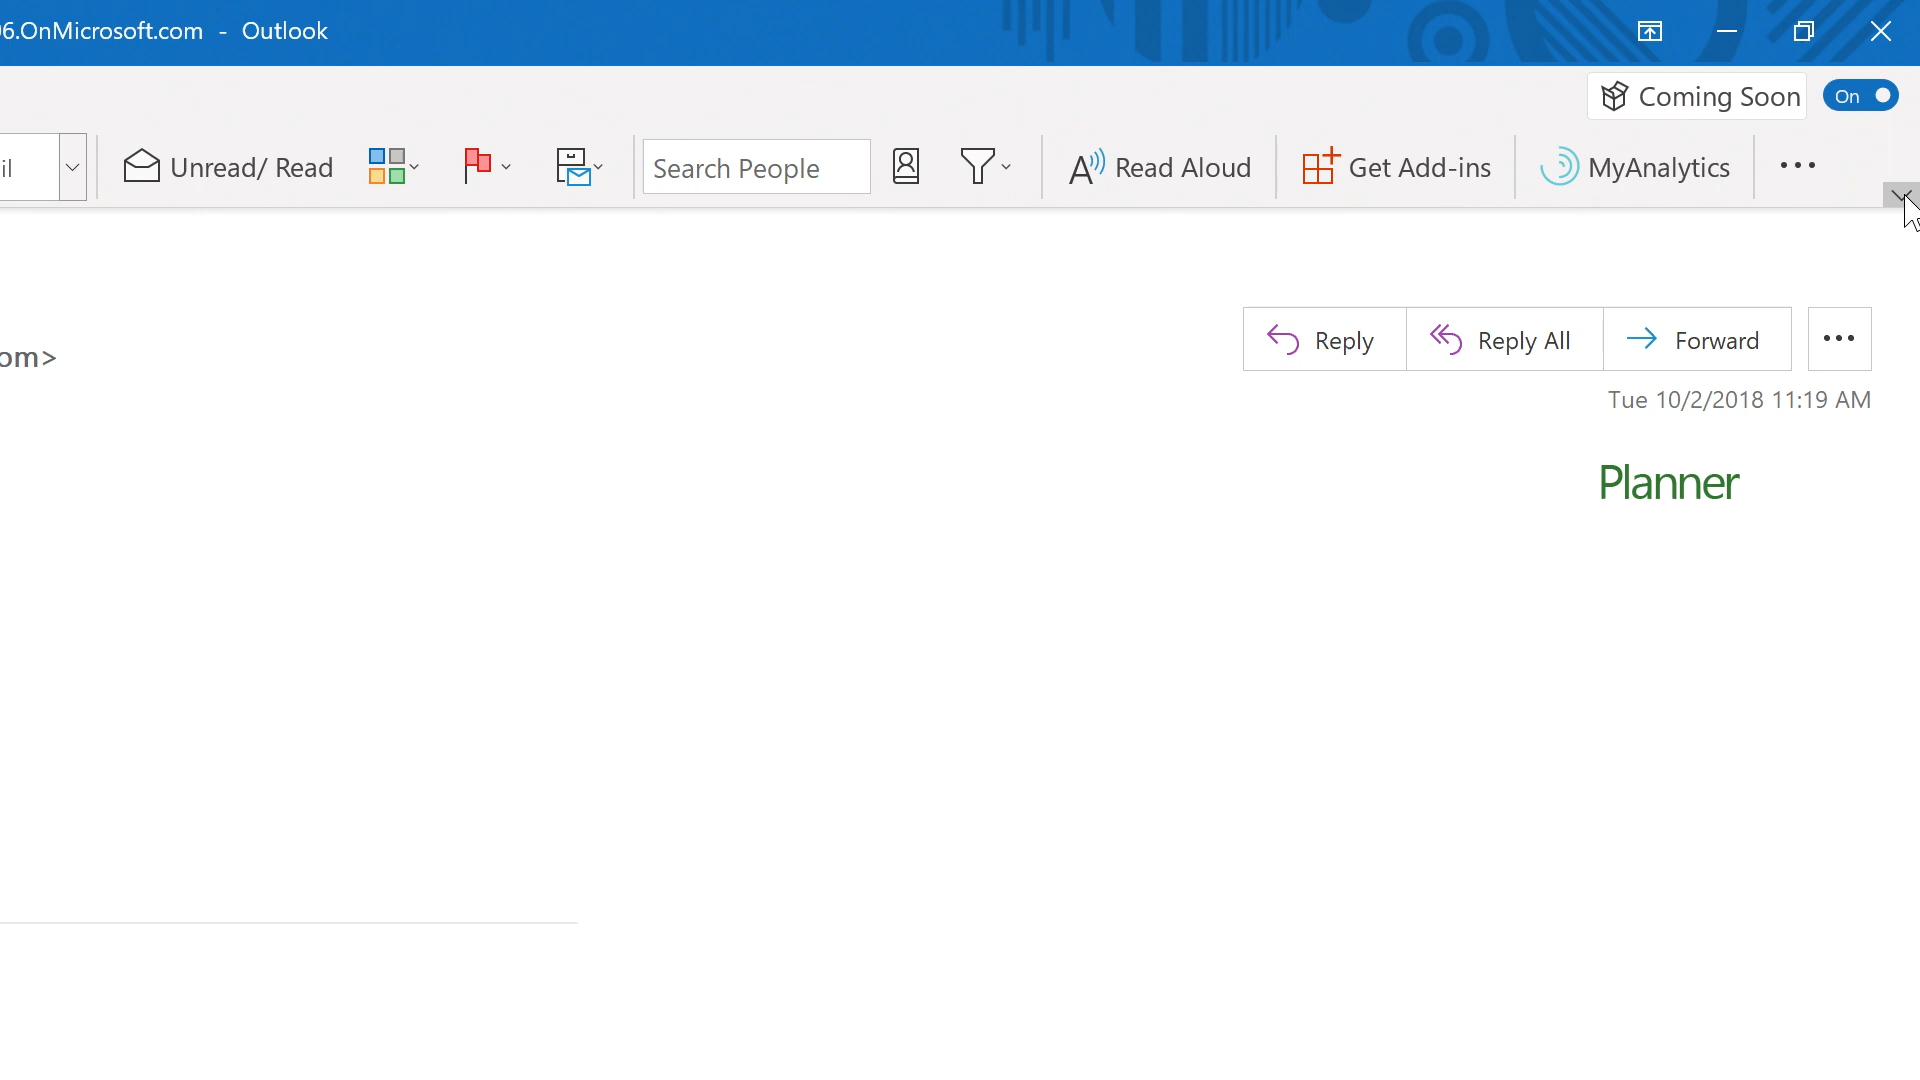 6.OnMicrosoft.com - Outlook
Coming Soon On
il Unread/ Read Search People Read Aloud Get Add-ins MyAnalytics
Reply Reply All Forward
om>
Tue 10/2/2018 11:19 AM
Planner